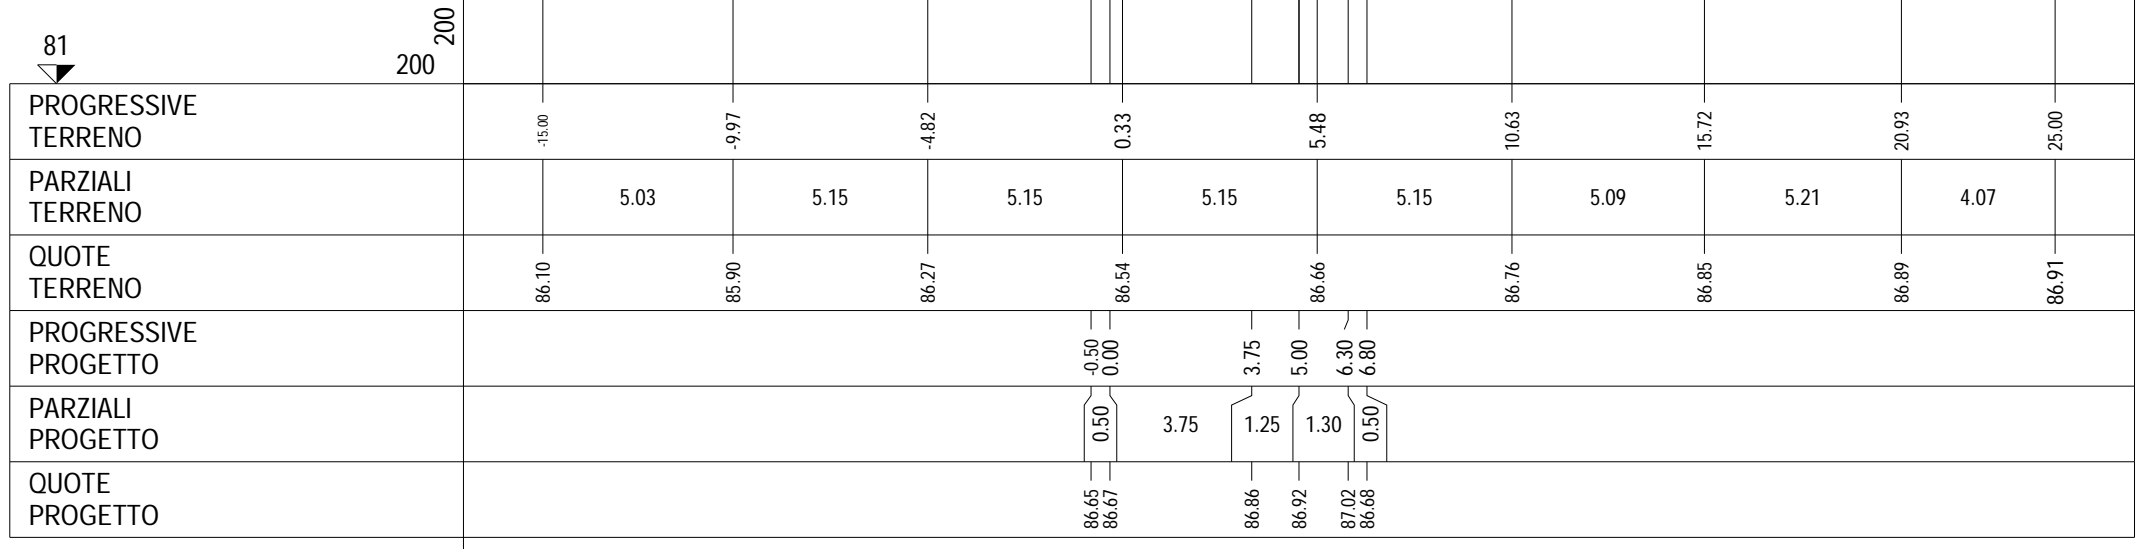 200
81
200
PROGRESSIVE
TERRENO
-15.00 -9.97 -4.82 0.33 5.48 10.63 15.72 20.93 25.00
PARZIALI
TERRENO
5.03 5.15 5.15 5.15 5.15 5.09 5.21 4.07
QUOTE
TERRENO
86.10 85.90 86.27 86.54 86.66 86.76 86.85 86.89 86.91
PROGRESSIVE
PROGETTO
-0.50 0.00 3.75 5.00 6.30 6.80
PARZIALI
PROGETTO
0.50 3.75 1.25 1.30 0.50
QUOTE
PROGETTO
86.65 86.67 86.86 86.92 87.02 86.68